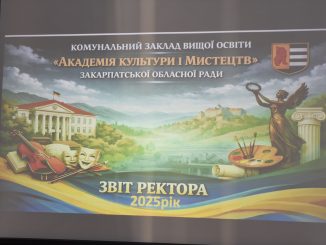 КОМУНАЛЬНИЙ ЗАКЛАД ВИЩОЇ ОСВІТИ
«АКАДЕМІЯ КУЛЬТУРИ І МИСТЕЦТВ»
ЗАКАРПАТСЬКОЇ ОБЛАСНОЇ РАДИ
ЗВІТ РЕКТОРА
2025рік